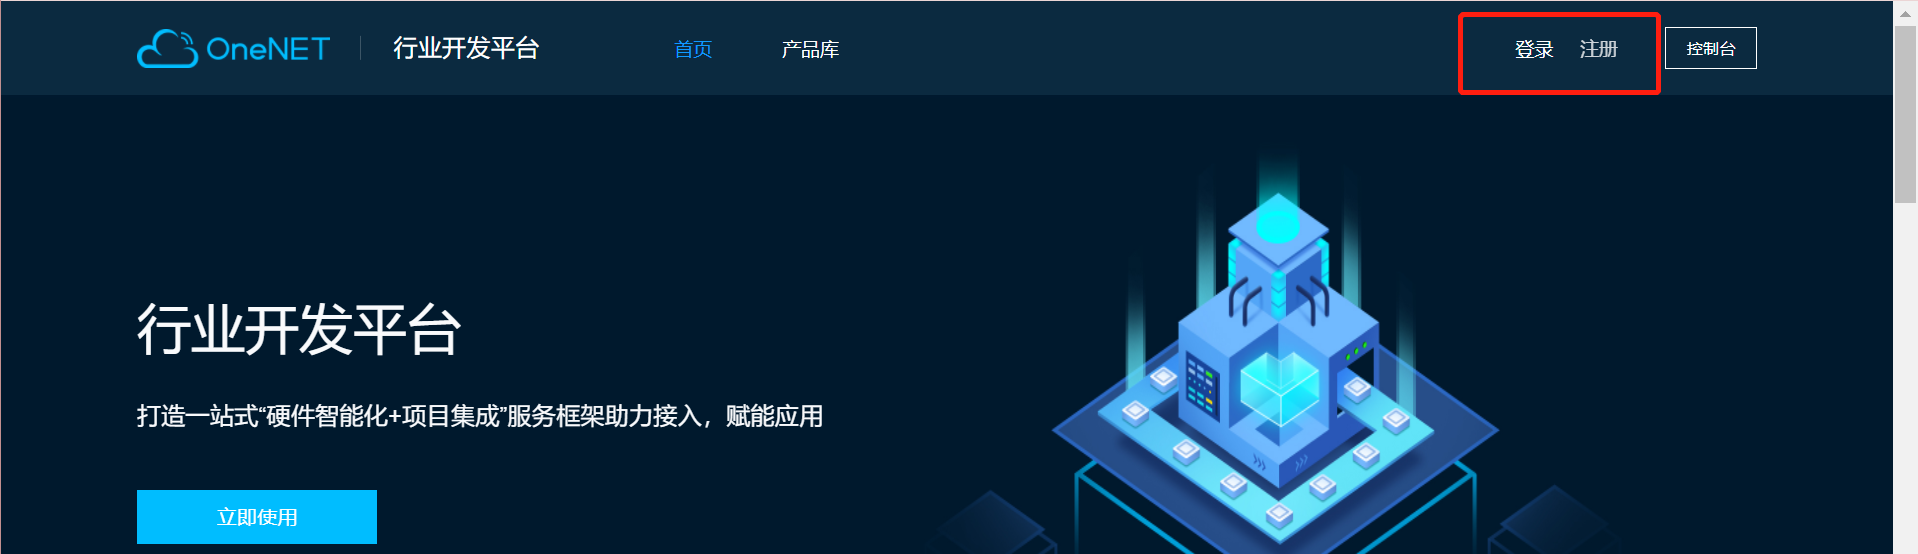 OneNET 行业开发平台 首页 产品库 登录 注册 控制台
行业开发平台
打造一站式“硬件智能化+项目集成”服务框架助力接入，赋能应用
立即使用